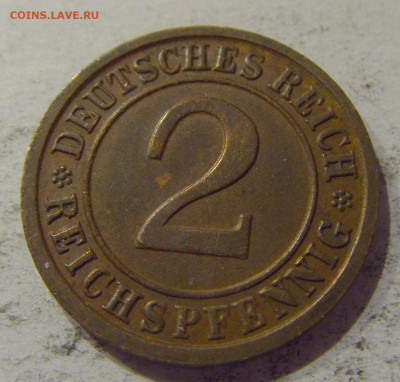 COINS.LAVE.RU
DEUTSCHES REICH
2
REICHSPFENNIG